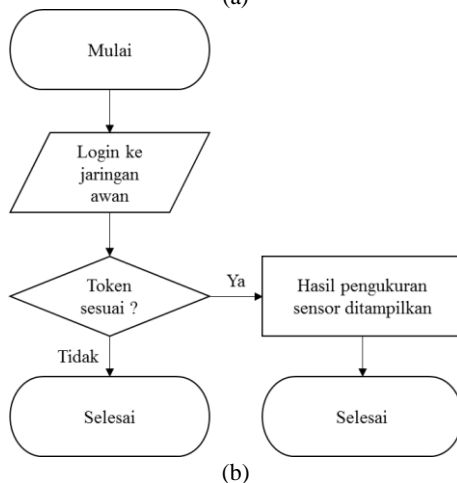 (a)
Mulai
Login ke
jaringan
awan
Token
sesuai ?
Ya
Hasil pengukuran
sensor ditampilkan
Tidak
Selesai
Selesai
(b)